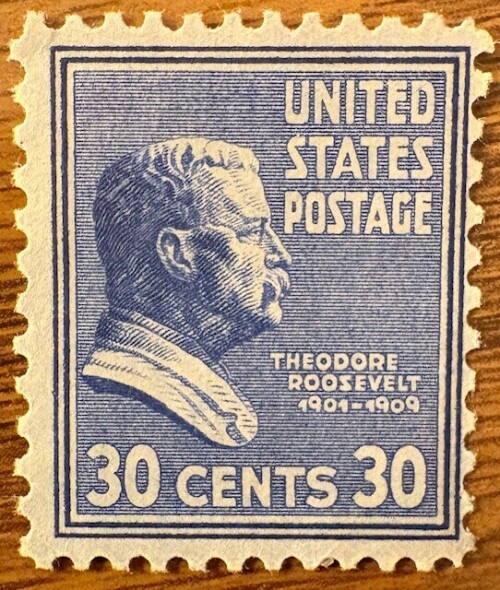 UNITED
STATES
POSTAGE
THEODORE
ROOSEVELT
1901-1909
30 CENTS 30